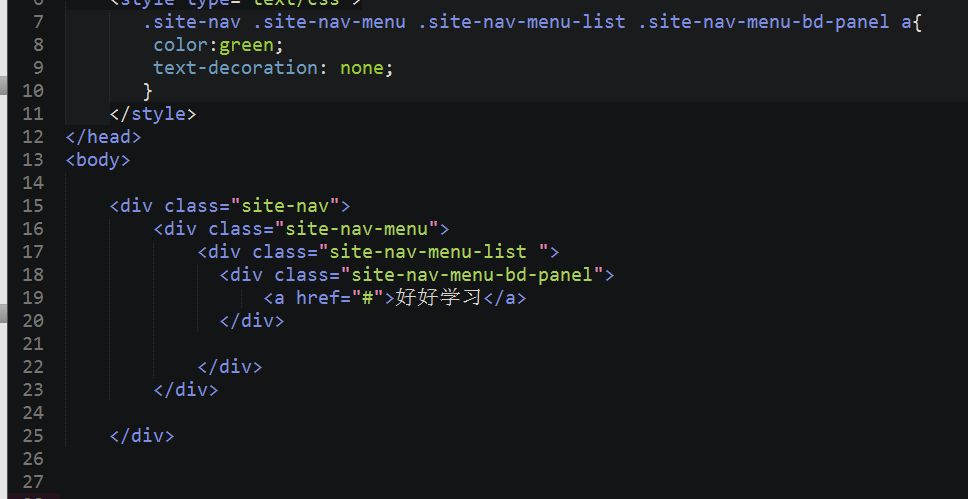 6 <style type="text/css">
7 .site-nav .site-nav-menu .site-nav-menu-list .site-nav-menu-bd-panel a{
8 color:green;
9 text-decoration: none;
10 }
11 </style>
12 </head>
13 <body>
14
15 <div class="site-nav">
16 <div class="site-nav-menu">
17 <div class="site-nav-menu-list ">
18 <div class="site-nav-menu-bd-panel">
19 <a href="#">好好学习</a>
20 </div>
21
22 </div>
23 </div>
24
25 </div>
26
27